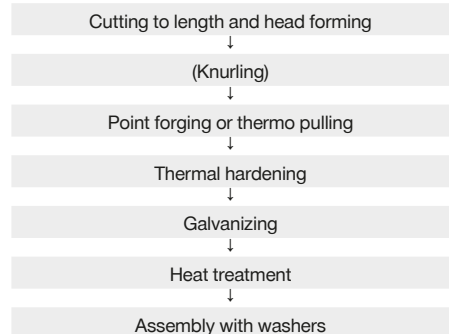 Cutting to length and head forming
↓
(Knurling)
↓
Point forging or thermo pulling
↓
Thermal hardening
↓
Galvanizing
↓
Heat treatment
↓
Assembly with washers